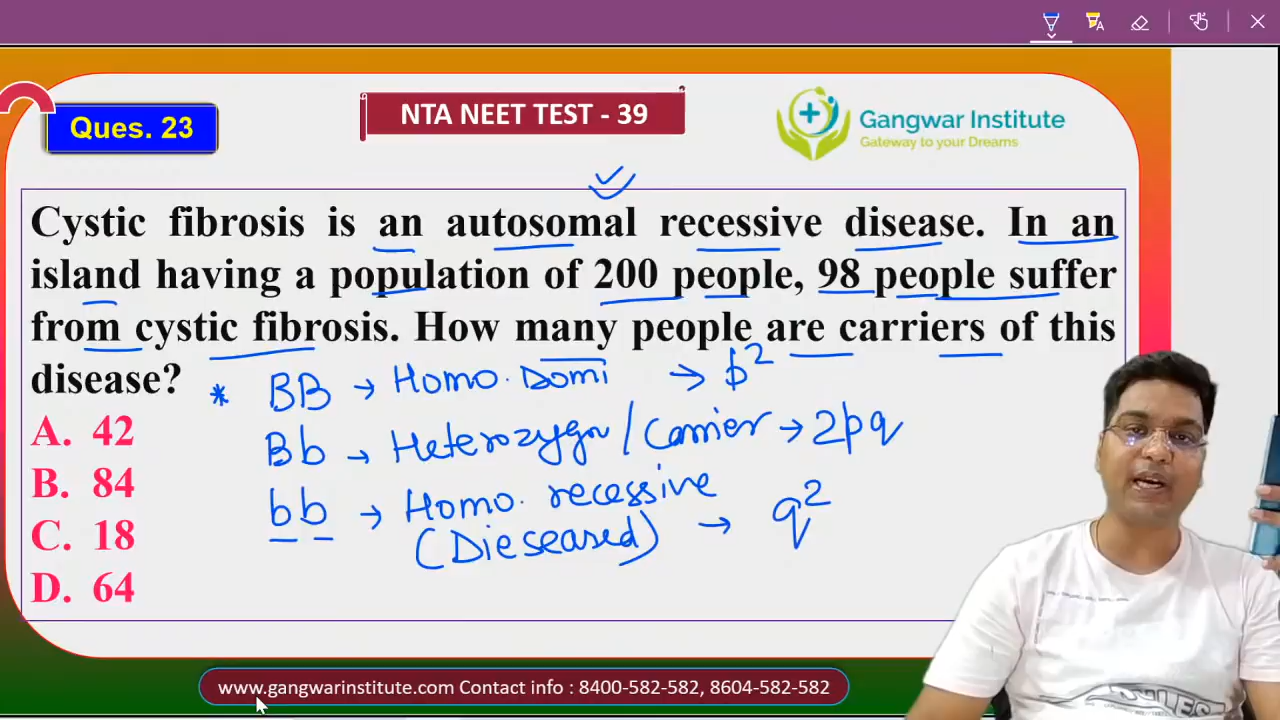 Ques. 23
NTA NEET TEST - 39
Gangwar Institute
Gateway to your Dreams
Cystic fibrosis is an autosomal recessive disease. In an
island having a population of 200 people, 98 people suffer
from cystic fibrosis. How many people are carriers of this
disease?
* BB → Homo. Domi → p²
Bb → Heterozygn / Carrier → 2pq
bb → Homo. recessive
(Dieseased) → q²
A. 42
B. 84
C. 18
D. 64
www.gangwarinstitute.com Contact info : 8400-582-582, 8604-582-582